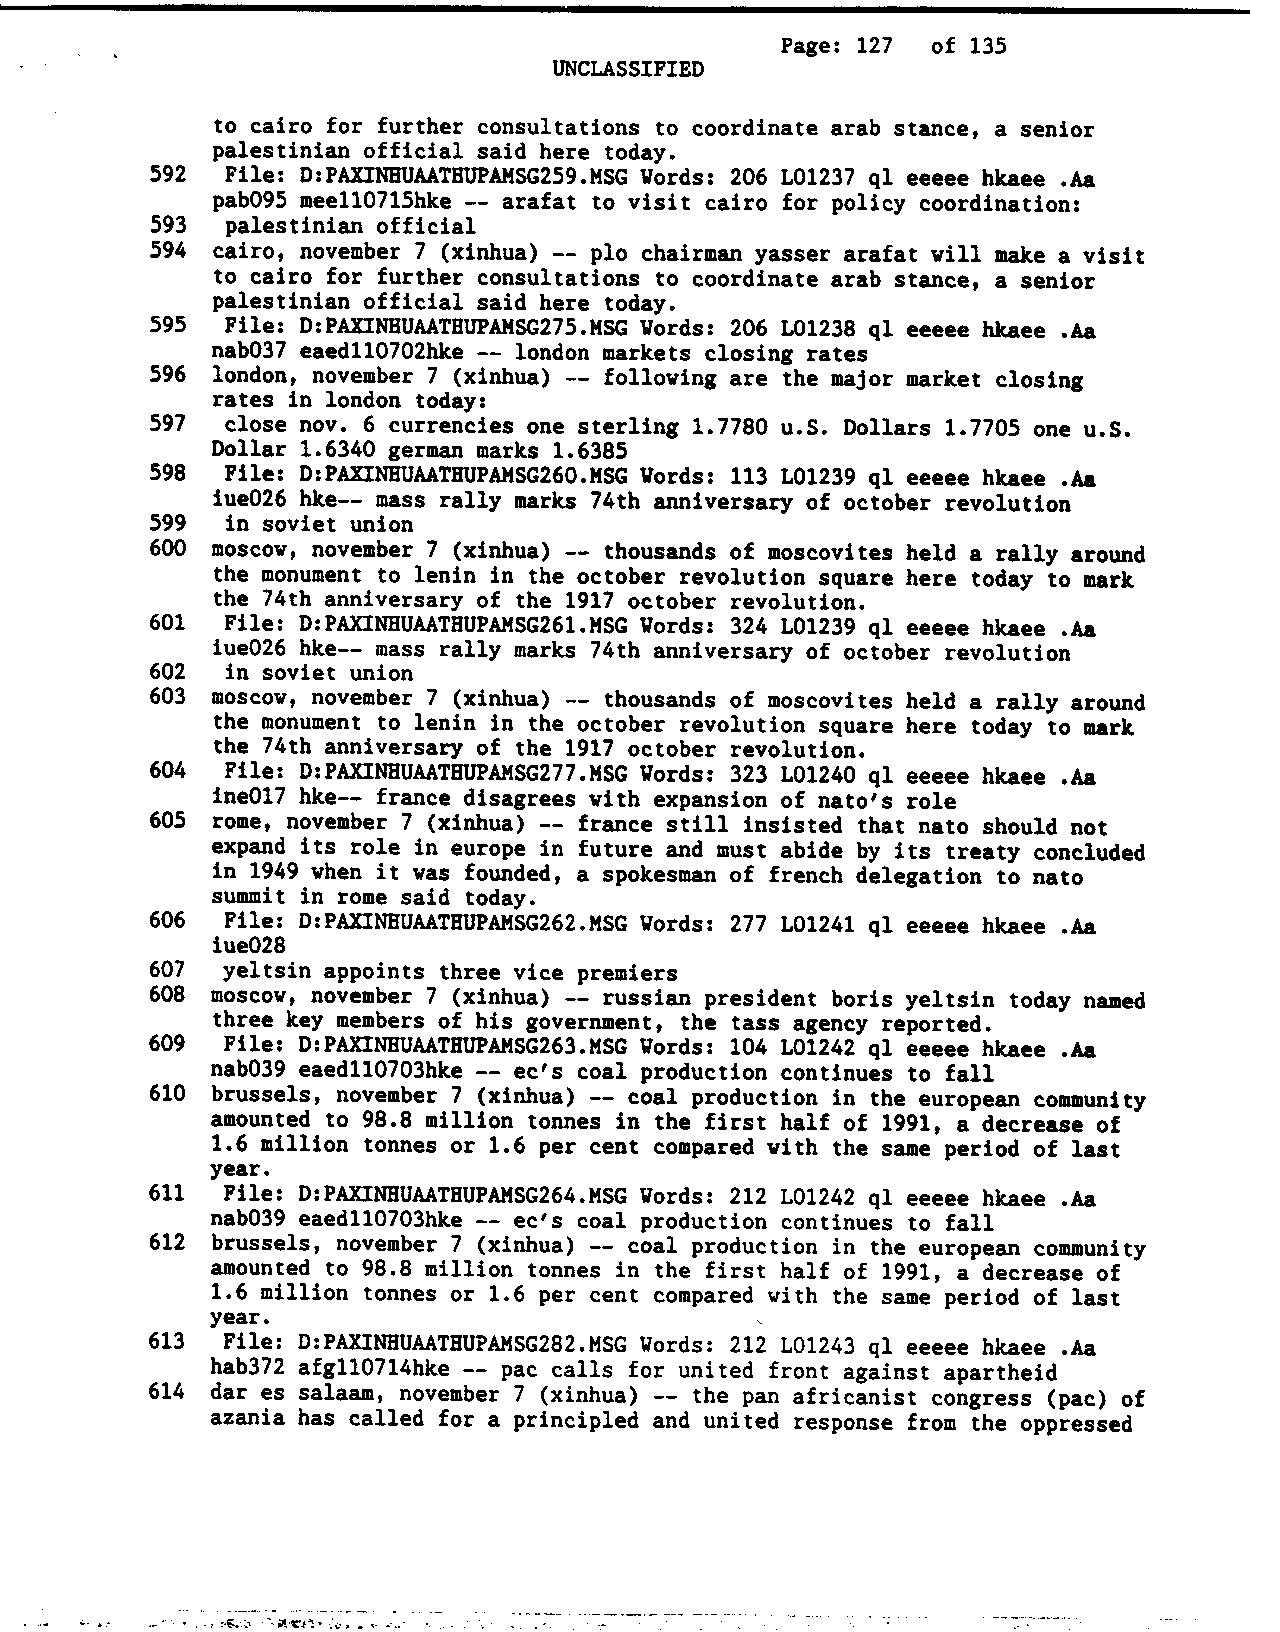 Page: 127 of 135
UNCLASSIFIED
to cairo for further consultations to coordinate arab stance, a senior
palestinian official said here today.
592 File: D:PAXINHUAATHUPAMSG259.MSG Words: 206 L01237 ql eeeee hkaee .Aa
pab095 mee110715hke -- arafat to visit cairo for policy coordination:
593 palestinian official
594 cairo, november 7 (xinhua) -- plo chairman yasser arafat will make a visit
to cairo for further consultations to coordinate arab stance, a senior
palestinian official said here today.
595 File: D:PAXINHUAATHUPAMSG275.MSG Words: 206 L01238 ql eeeee hkaee .Aa
nab037 eaed110702hke -- london markets closing rates
596 london, november 7 (xinhua) -- following are the major market closing
rates in london today:
597 close nov. 6 currencies one sterling 1.7780 u.S. Dollars 1.7705 one u.S.
Dollar 1.6340 german marks 1.6385
598 File: D:PAXINHUAATHUPAMSG260.MSG Words: 113 L01239 ql eeeee hkaee .Aa
iue026 hke-- mass rally marks 74th anniversary of october revolution
599 in soviet union
600 moscow, november 7 (xinhua) -- thousands of moscovites held a rally around
the monument to lenin in the october revolution square here today to mark
the 74th anniversary of the 1917 october revolution.
601 File: D:PAXINHUAATHUPAMSG261.MSG Words: 324 L01239 ql eeeee hkaee .Aa
iue026 hke-- mass rally marks 74th anniversary of october revolution
602 in soviet union
603 moscow, november 7 (xinhua) -- thousands of moscovites held a rally around
the monument to lenin in the october revolution square here today to mark
the 74th anniversary of the 1917 october revolution.
604 File: D:PAXINHUAATHUPAMSG277.MSG Words: 323 L01240 ql eeeee hkaee .Aa
ine017 hke-- france disagrees with expansion of nato's role
605 rome, november 7 (xinhua) -- france still insisted that nato should not
expand its role in europe in future and must abide by its treaty concluded
in 1949 when it was founded, a spokesman of french delegation to nato
summit in rome said today.
606 File: D:PAXINHUAATHUPAMSG262.MSG Words: 277 L01241 ql eeeee hkaee .Aa
iue028
607 yeltsin appoints three vice premiers
608 moscow, november 7 (xinhua) -- russian president boris yeltsin today named
three key members of his government, the tass agency reported.
609 File: D:PAXINHUAATHUPAMSG263.MSG Words: 104 L01242 ql eeeee hkaee .Aa
nab039 eaed110703hke -- ec's coal production continues to fall
610 brussels, november 7 (xinhua) -- coal production in the european community
amounted to 98.8 million tonnes in the first half of 1991, a decrease of
1.6 million tonnes or 1.6 per cent compared with the same period of last
year.
611 File: D:PAXINHUAATHUPAMSG264.MSG Words: 212 L01242 ql eeeee hkaee .Aa
nab039 eaed110703hke -- ec's coal production continues to fall
612 brussels, november 7 (xinhua) -- coal production in the european community
amounted to 98.8 million tonnes in the first half of 1991, a decrease of
1.6 million tonnes or 1.6 per cent compared with the same period of last
year.
613 File: D:PAXINHUAATHUPAMSG282.MSG Words: 212 L01243 ql eeeee hkaee .Aa
hab372 afg110714hke -- pac calls for united front against apartheid
614 dar es salaam, november 7 (xinhua) -- the pan africanist congress (pac) of
azania has called for a principled and united response from the oppressed